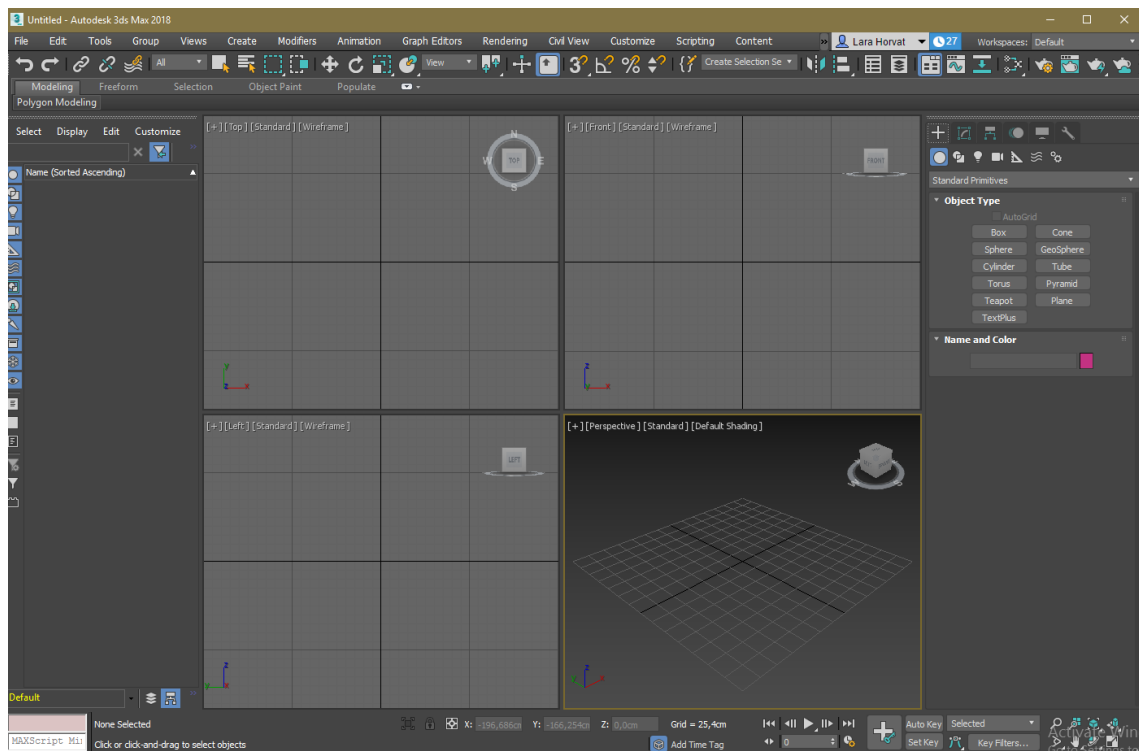 Untitled - Autodesk 3ds Max 2018
File Edit Tools Group Views Create Modifiers Animation Graph Editors Rendering Civil View Customize Scripting Content » Lara Horvat 27 Workspaces: Default
All View Create Selection Se
Modeling Freeform Selection Object Paint Populate
Polygon Modeling
Select Display Edit Customize
Name (Sorted Ascending)
[+] [Top] [Standard] [Wireframe]
N
W TOP E
S
y
z x
[+] [Front] [Standard] [Wireframe]
FRONT
z
y x
[+] [Left] [Standard] [Wireframe]
LEFT
z
y x
[+] [Perspective] [Standard] [Default Shading]
z
Standard Primitives
Object Type
AutoGrid
Box Cone
Sphere GeoSphere
Cylinder Tube
Torus Pyramid
Teapot Plane
TextPlus
Name and Color
Default
None Selected X: -196,686cm Y: -166,254cm Z: 0,0cm Grid = 25,4cm Auto Key Selected
MAXScript Mi Click or click-and-drag to select objects Add Time Tag 0 Set Key Key Filters...
Activate Win